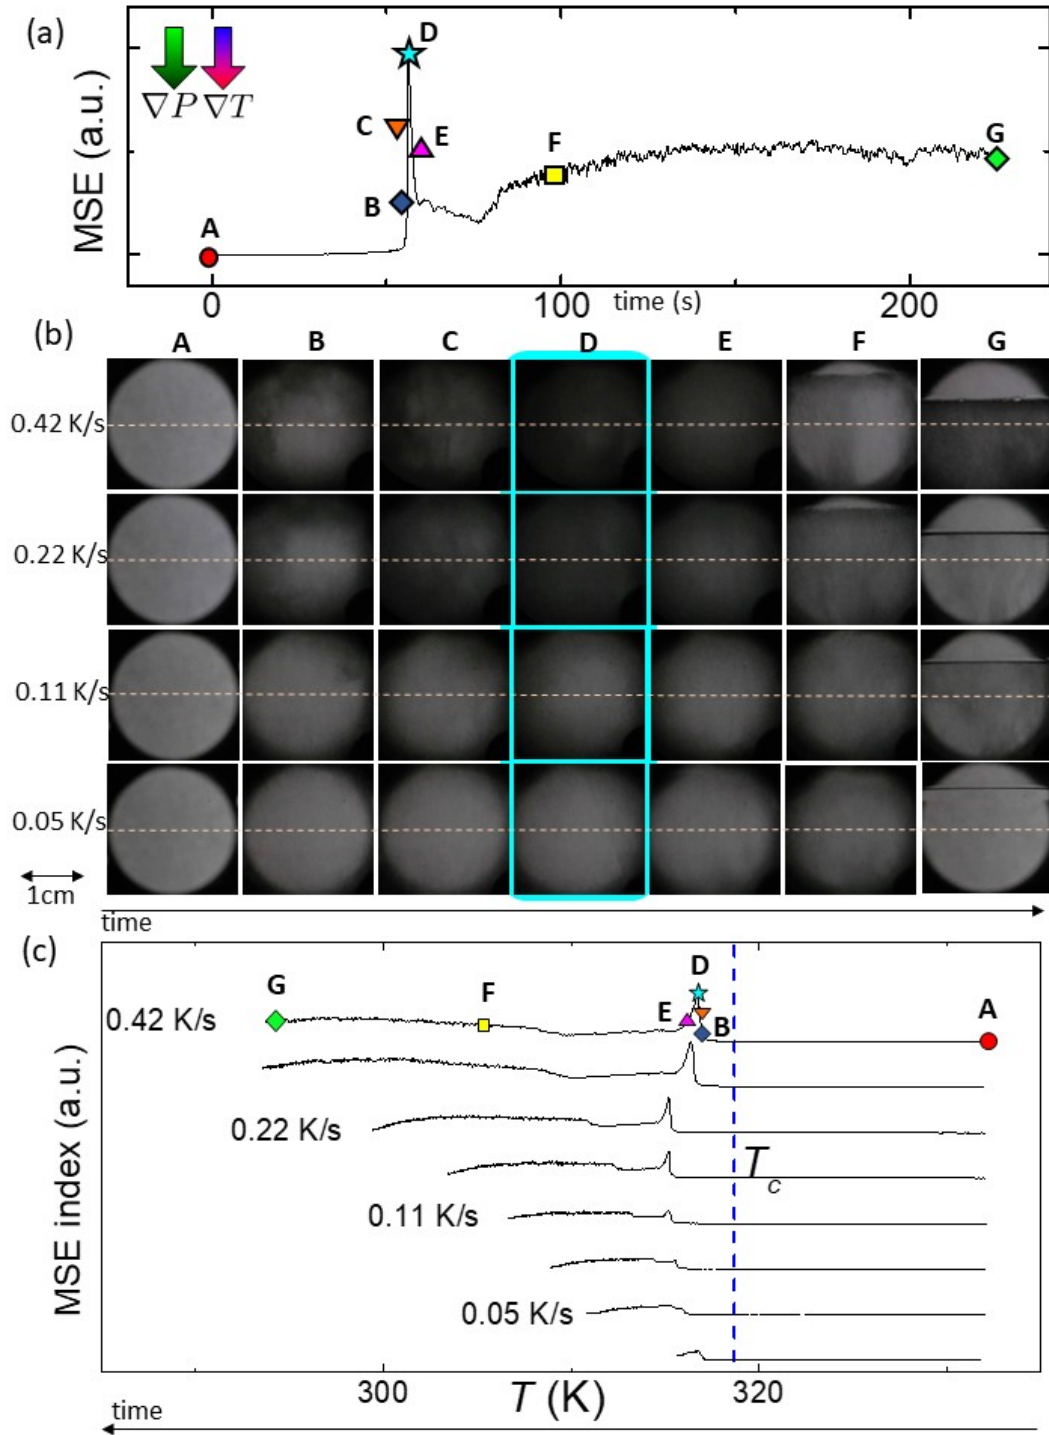 (a)
D
∇P ∇T
C
E
F
G
B
A
MSE (a.u.)
0
100
time (s)
200
(b)
A B C D E F G
0.42 K/s
0.22 K/s
0.11 K/s
0.05 K/s
1cm
time
(c)
G
F
D
E
B
A
0.42 K/s
0.22 K/s
Tc
0.11 K/s
0.05 K/s
MSE index (a.u.)
300
T (K)
320
time